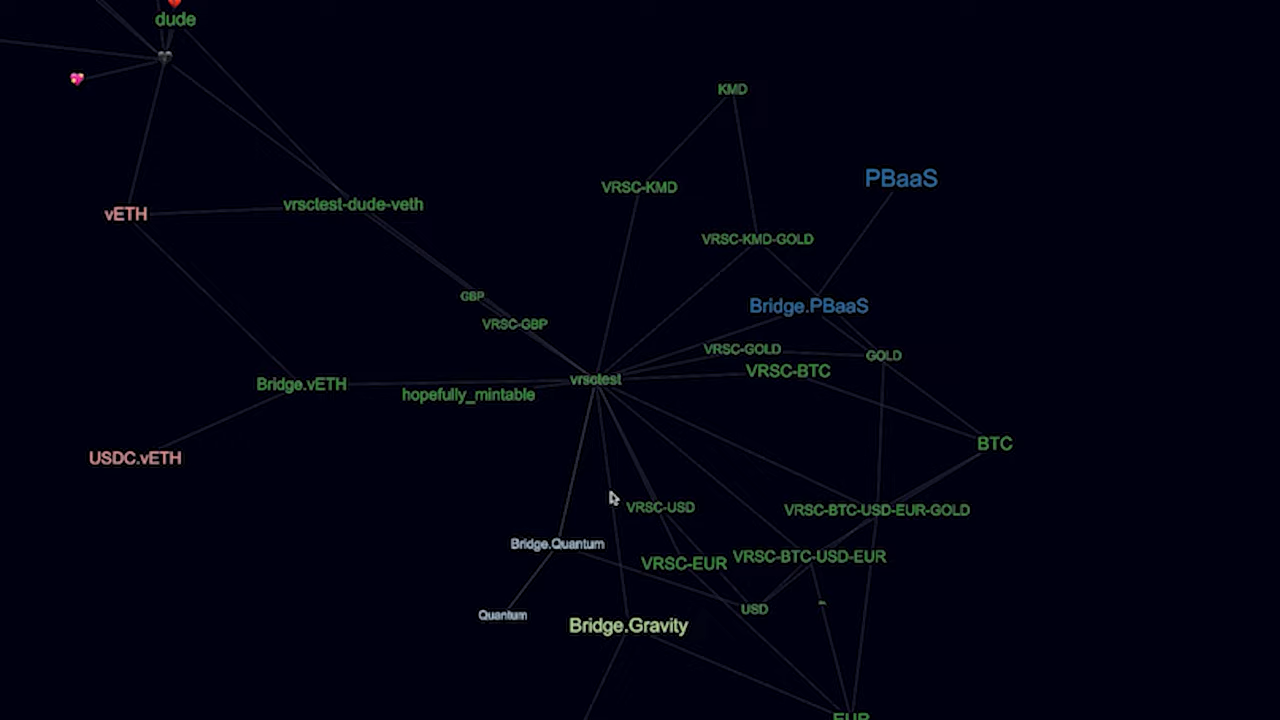 dude
KMD
PBaaS
VRSC-KMD
vrsctest-dude-veth
vETH
VRSC-KMD-GOLD
GBP
Bridge.PBaaS
VRSC-GBP
VRSC-GOLD
GOLD
VRSC-BTC
vrsctest
Bridge.vETH
hopefully_mintable
BTC
USDC.vETH
VRSC-USD
VRSC-BTC-USD-EUR-GOLD
Bridge.Quantum
VRSC-BTC-USD-EUR
VRSC-EUR
USD
Quantum
Bridge.Gravity
EUR